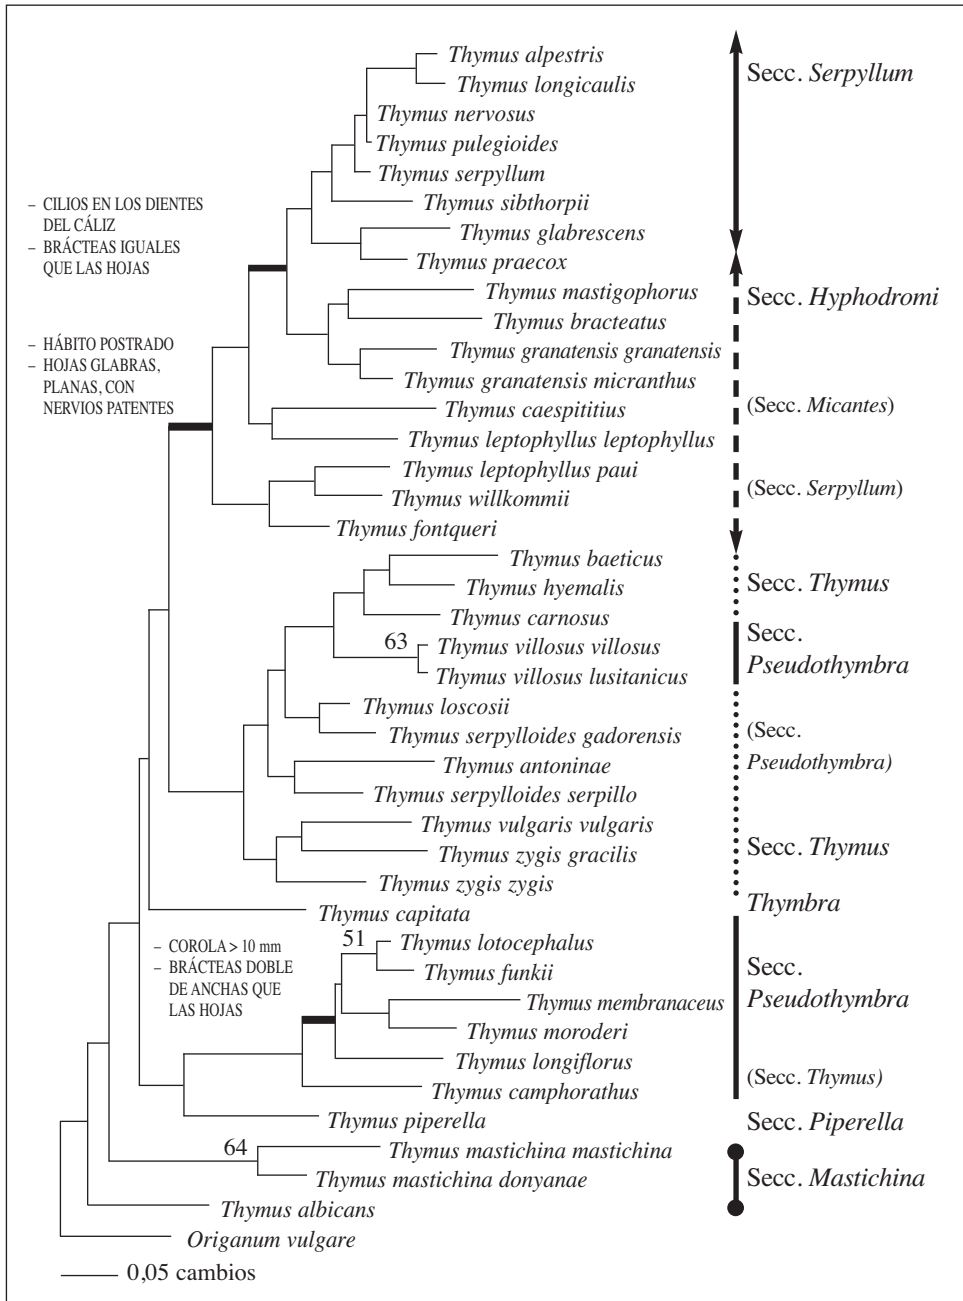 Thymus alpestris
Secc. Serpyllum
Thymus longicaulis
Thymus nervosus
Thymus pulegioides
Thymus serpyllum
– CILIOS EN LOS DIENTES
DEL CÁLIZ
– BRÁCTEAS IGUALES
QUE LAS HOJAS
Thymus sibthorpii
Thymus glabrescens
Thymus praecox
Thymus mastigophorus
Secc. Hyphodromi
Thymus bracteatus
– HÁBITO POSTRADO
– HOJAS GLABRAS,
PLANAS, CON
NERVIOS PATENTES
Thymus granatensis granatensis
Thymus granatensis micranthus
Thymus caespititius
(Secc. Micantes)
Thymus leptophyllus leptophyllus
Thymus leptophyllus paui
(Secc. Serpyllum)
Thymus willkommii
Thymus fontqueri
Thymus baeticus
Secc. Thymus
Thymus hyemalis
Thymus carnosus
Secc.
Pseudothymbra
63
Thymus villosus villosus
Thymus villosus lusitanicus
Thymus loscosii
(Secc.
Pseudothymbra)
Thymus serpylloides gadorensis
Thymus antoninae
Thymus serpylloides serpillo
Thymus vulgaris vulgaris
Secc. Thymus
Thymus zygis gracilis
Thymus zygis zygis
Thymbra
Thymus capitata
– COROLA > 10 mm
– BRÁCTEAS DOBLE
DE ANCHAS QUE
LAS HOJAS
51
Thymus lotocephalus
Secc.
Pseudothymbra
Thymus funkii
Thymus membranaceus
Thymus moroderi
Thymus longiflorus
(Secc. Thymus)
Thymus camphorathus
Thymus piperella
Secc. Piperella
64
Thymus mastichina mastichina
Thymus mastichina donyanae
Secc. Mastichina
Thymus albicans
Origanum vulgare
0,05 cambios